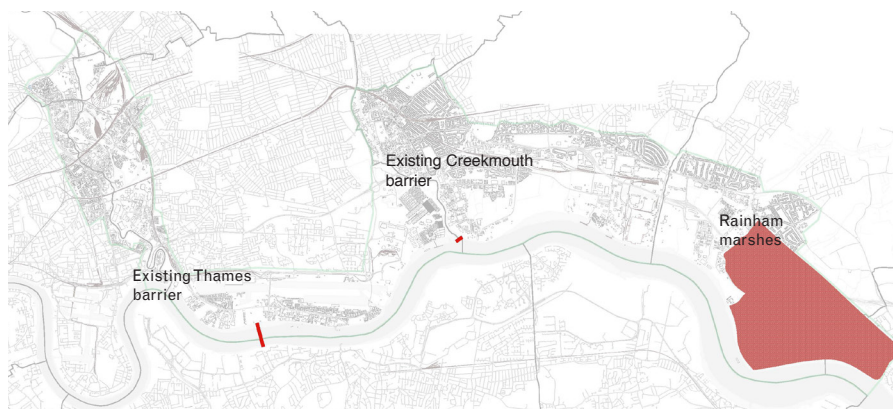 Existing Creekmouth
barrier
Rainham
marshes
Existing Thames
barrier